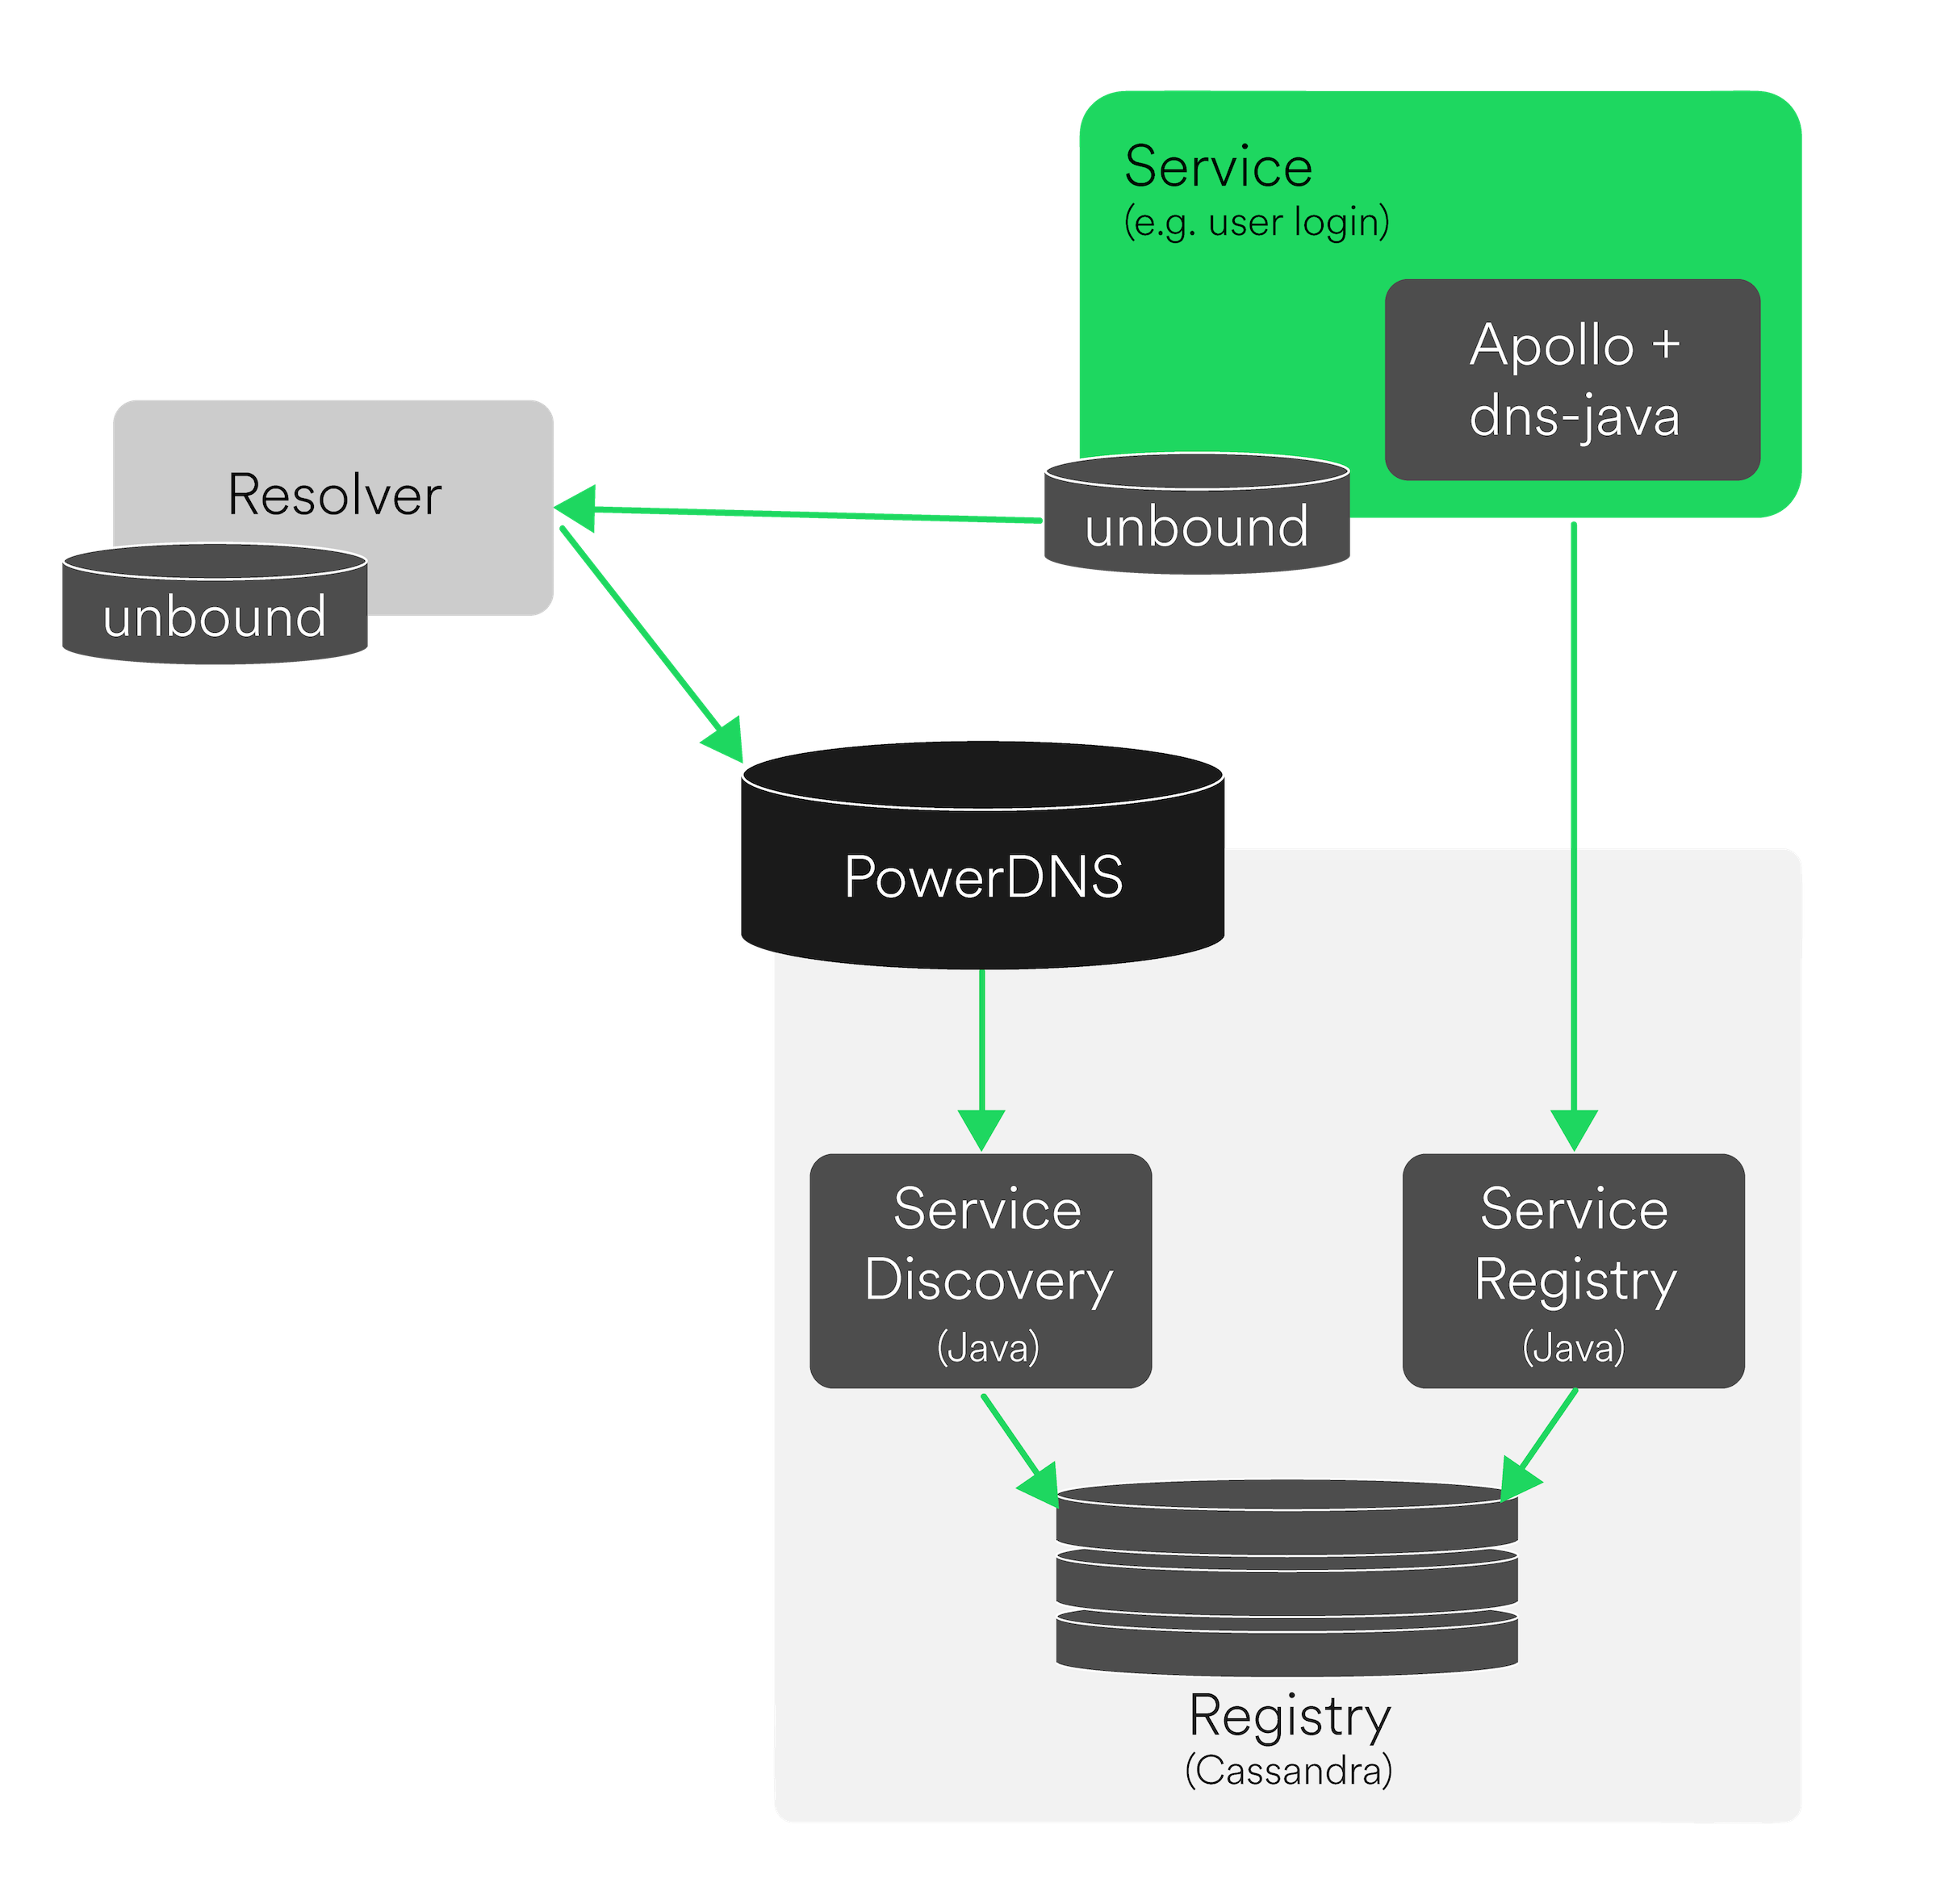 Service
(e.g. user login)
Apollo +
dns-java
Resolver
unbound
unbound
PowerDNS
Service
Discovery
(Java)
Service
Registry
(Java)
Registry
(Cassandra)